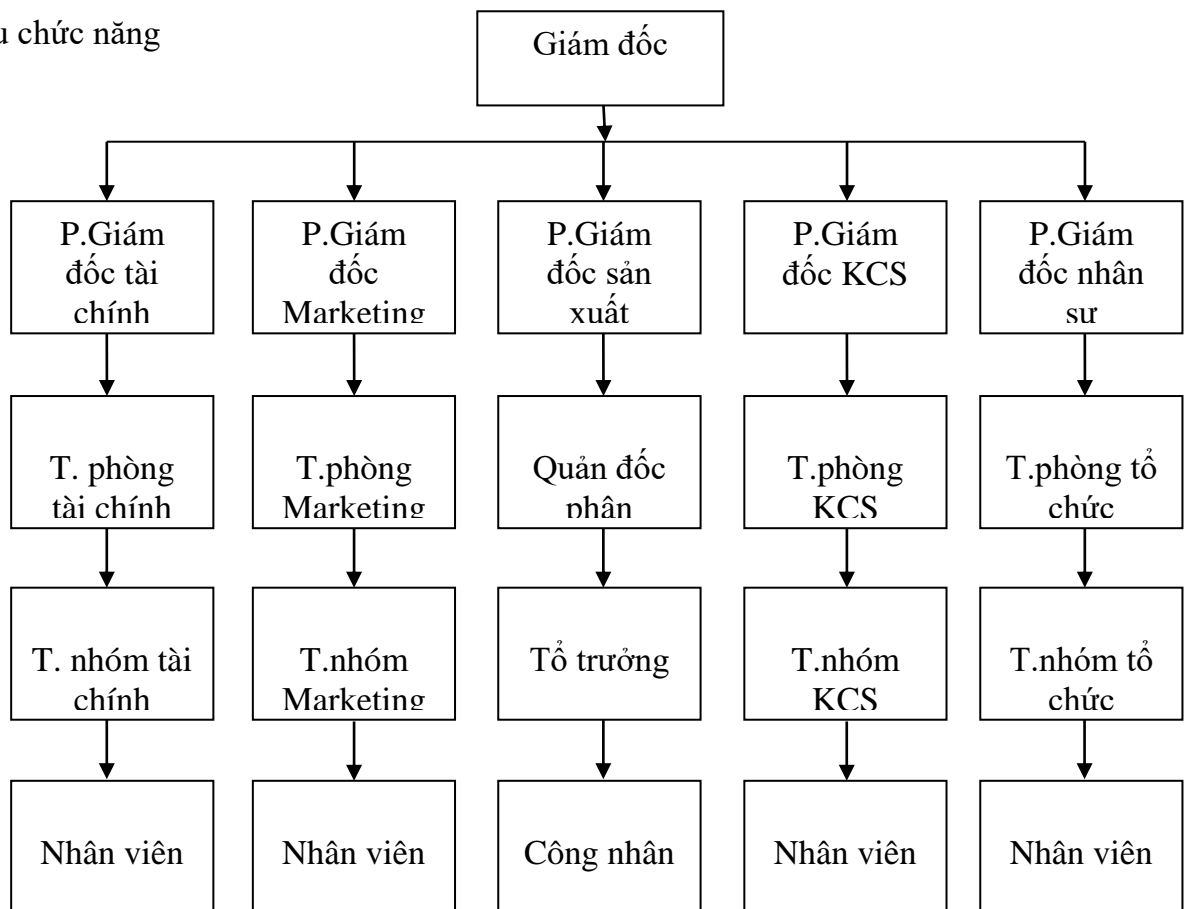 u chức năng
Giám đốc
P.Giám
đốc tài
chính
P.Giám
đốc
Marketing
P.Giám
đốc sản
xuất
P.Giám
đốc KCS
P.Giám
đốc nhân
sự
T. phòng
tài chính
T.phòng
Marketing
Quản đốc
phân
T.phòng
KCS
T.phòng tổ
chức
T. nhóm tài
chính
T.nhóm
Marketing
Tổ trưởng
T.nhóm
KCS
T.nhóm tổ
chức
Nhân viên
Nhân viên
Công nhân
Nhân viên
Nhân viên